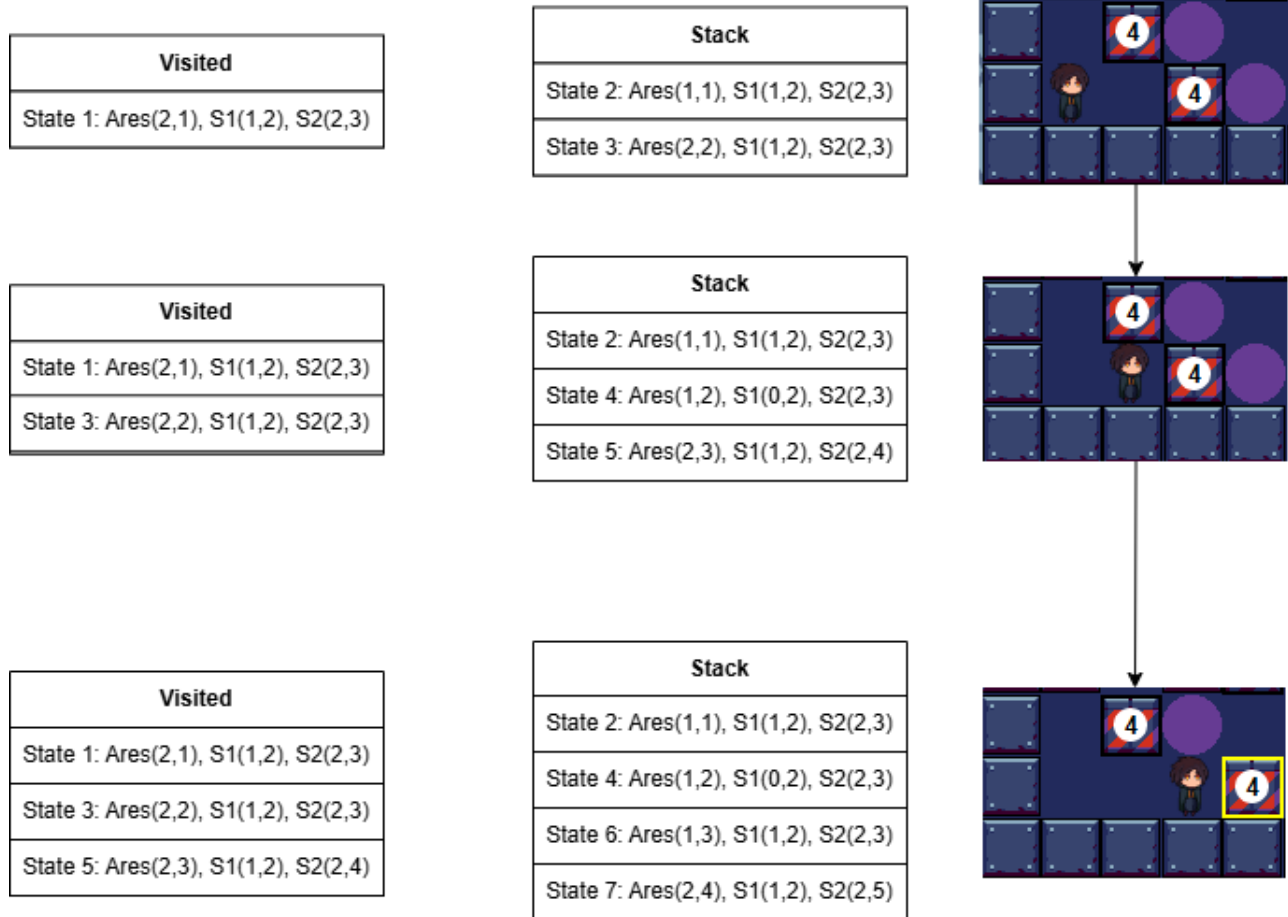 Visited
State 1: Ares(2,1), S1(1,2), S2(2,3)
Stack
State 2: Ares(1,1), S1(1,2), S2(2,3)
State 3: Ares(2,2), S1(1,2), S2(2,3)
4
4
Visited
State 1: Ares(2,1), S1(1,2), S2(2,3)
State 3: Ares(2,2), S1(1,2), S2(2,3)
Stack
State 2: Ares(1,1), S1(1,2), S2(2,3)
State 4: Ares(1,2), S1(0,2), S2(2,3)
State 5: Ares(2,3), S1(1,2), S2(2,4)
4
4
Visited
State 1: Ares(2,1), S1(1,2), S2(2,3)
State 3: Ares(2,2), S1(1,2), S2(2,3)
State 5: Ares(2,3), S1(1,2), S2(2,4)
Stack
State 2: Ares(1,1), S1(1,2), S2(2,3)
State 4: Ares(1,2), S1(0,2), S2(2,3)
State 6: Ares(1,3), S1(1,2), S2(2,3)
State 7: Ares(2,4), S1(1,2), S2(2,5)
4
4